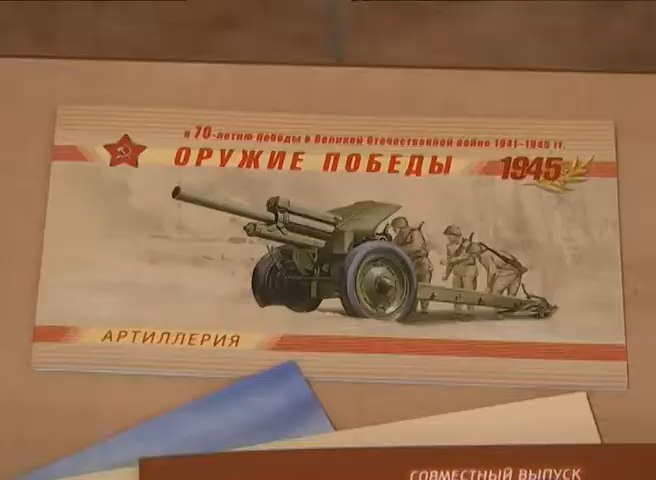 к 70-летию Победы в Великой Отечественной войне 1941-1945 гг.
ОРУЖИЕ ПОБЕДЫ
1945
АРТИЛЛЕРИЯ
СОВМЕСТНЫЙ ВЫПУСК